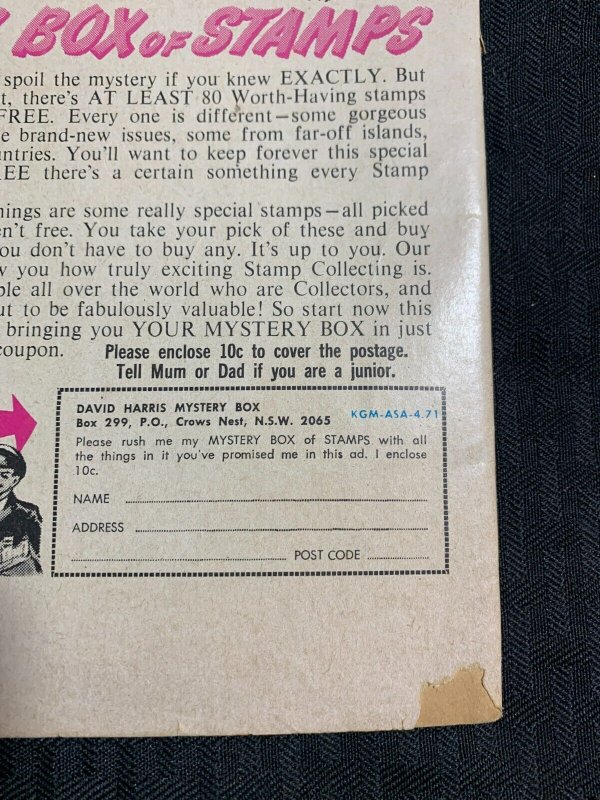 BOX OF STAMPS
spoil the mystery if you knew EXACTLY. But
t, there's AT LEAST 80 Worth-Having stamps
FREE. Every one is different—some gorgeous
e brand-new issues, some from far-off islands,
untries. You'll want to keep forever this special
EE there's a certain something every Stamp
ings are some really special stamps—all picked
en't free. You take your pick of these and buy
ou don't have to buy any. It's up to you. Our
w you how truly exciting Stamp Collecting is.
ple all over the world who are Collectors, and
ut to be fabulously valuable! So start now this
bringing you YOUR MYSTERY BOX in just
coupon. Please enclose 10c to cover the postage.
Tell Mum or Dad if you are a junior.
DAVID HARRIS MYSTERY BOX
Box 299, P.O., Crows Nest, N.S.W. 2065 KGM-ASA-4.71
Please rush me my MYSTERY BOX of STAMPS with all
the things in it you've promised me in this ad. I enclose
10c.
NAME
ADDRESS
POST CODE